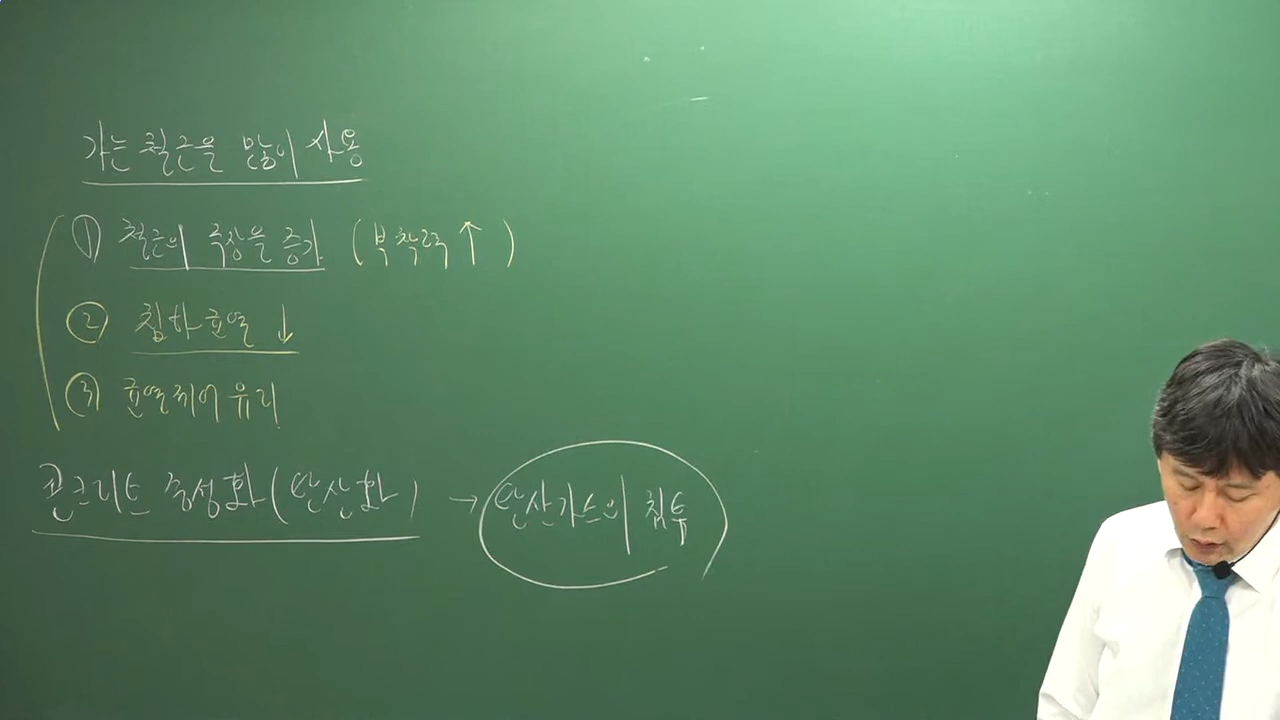 가는 철근을 많이 사용
① 철근의 주장을 증가 (부착력 ↑)
② 침하균열 ↓
③ 균열제어 유리
콘크리트 중성화(탄산화) → 탄산가스의 침투